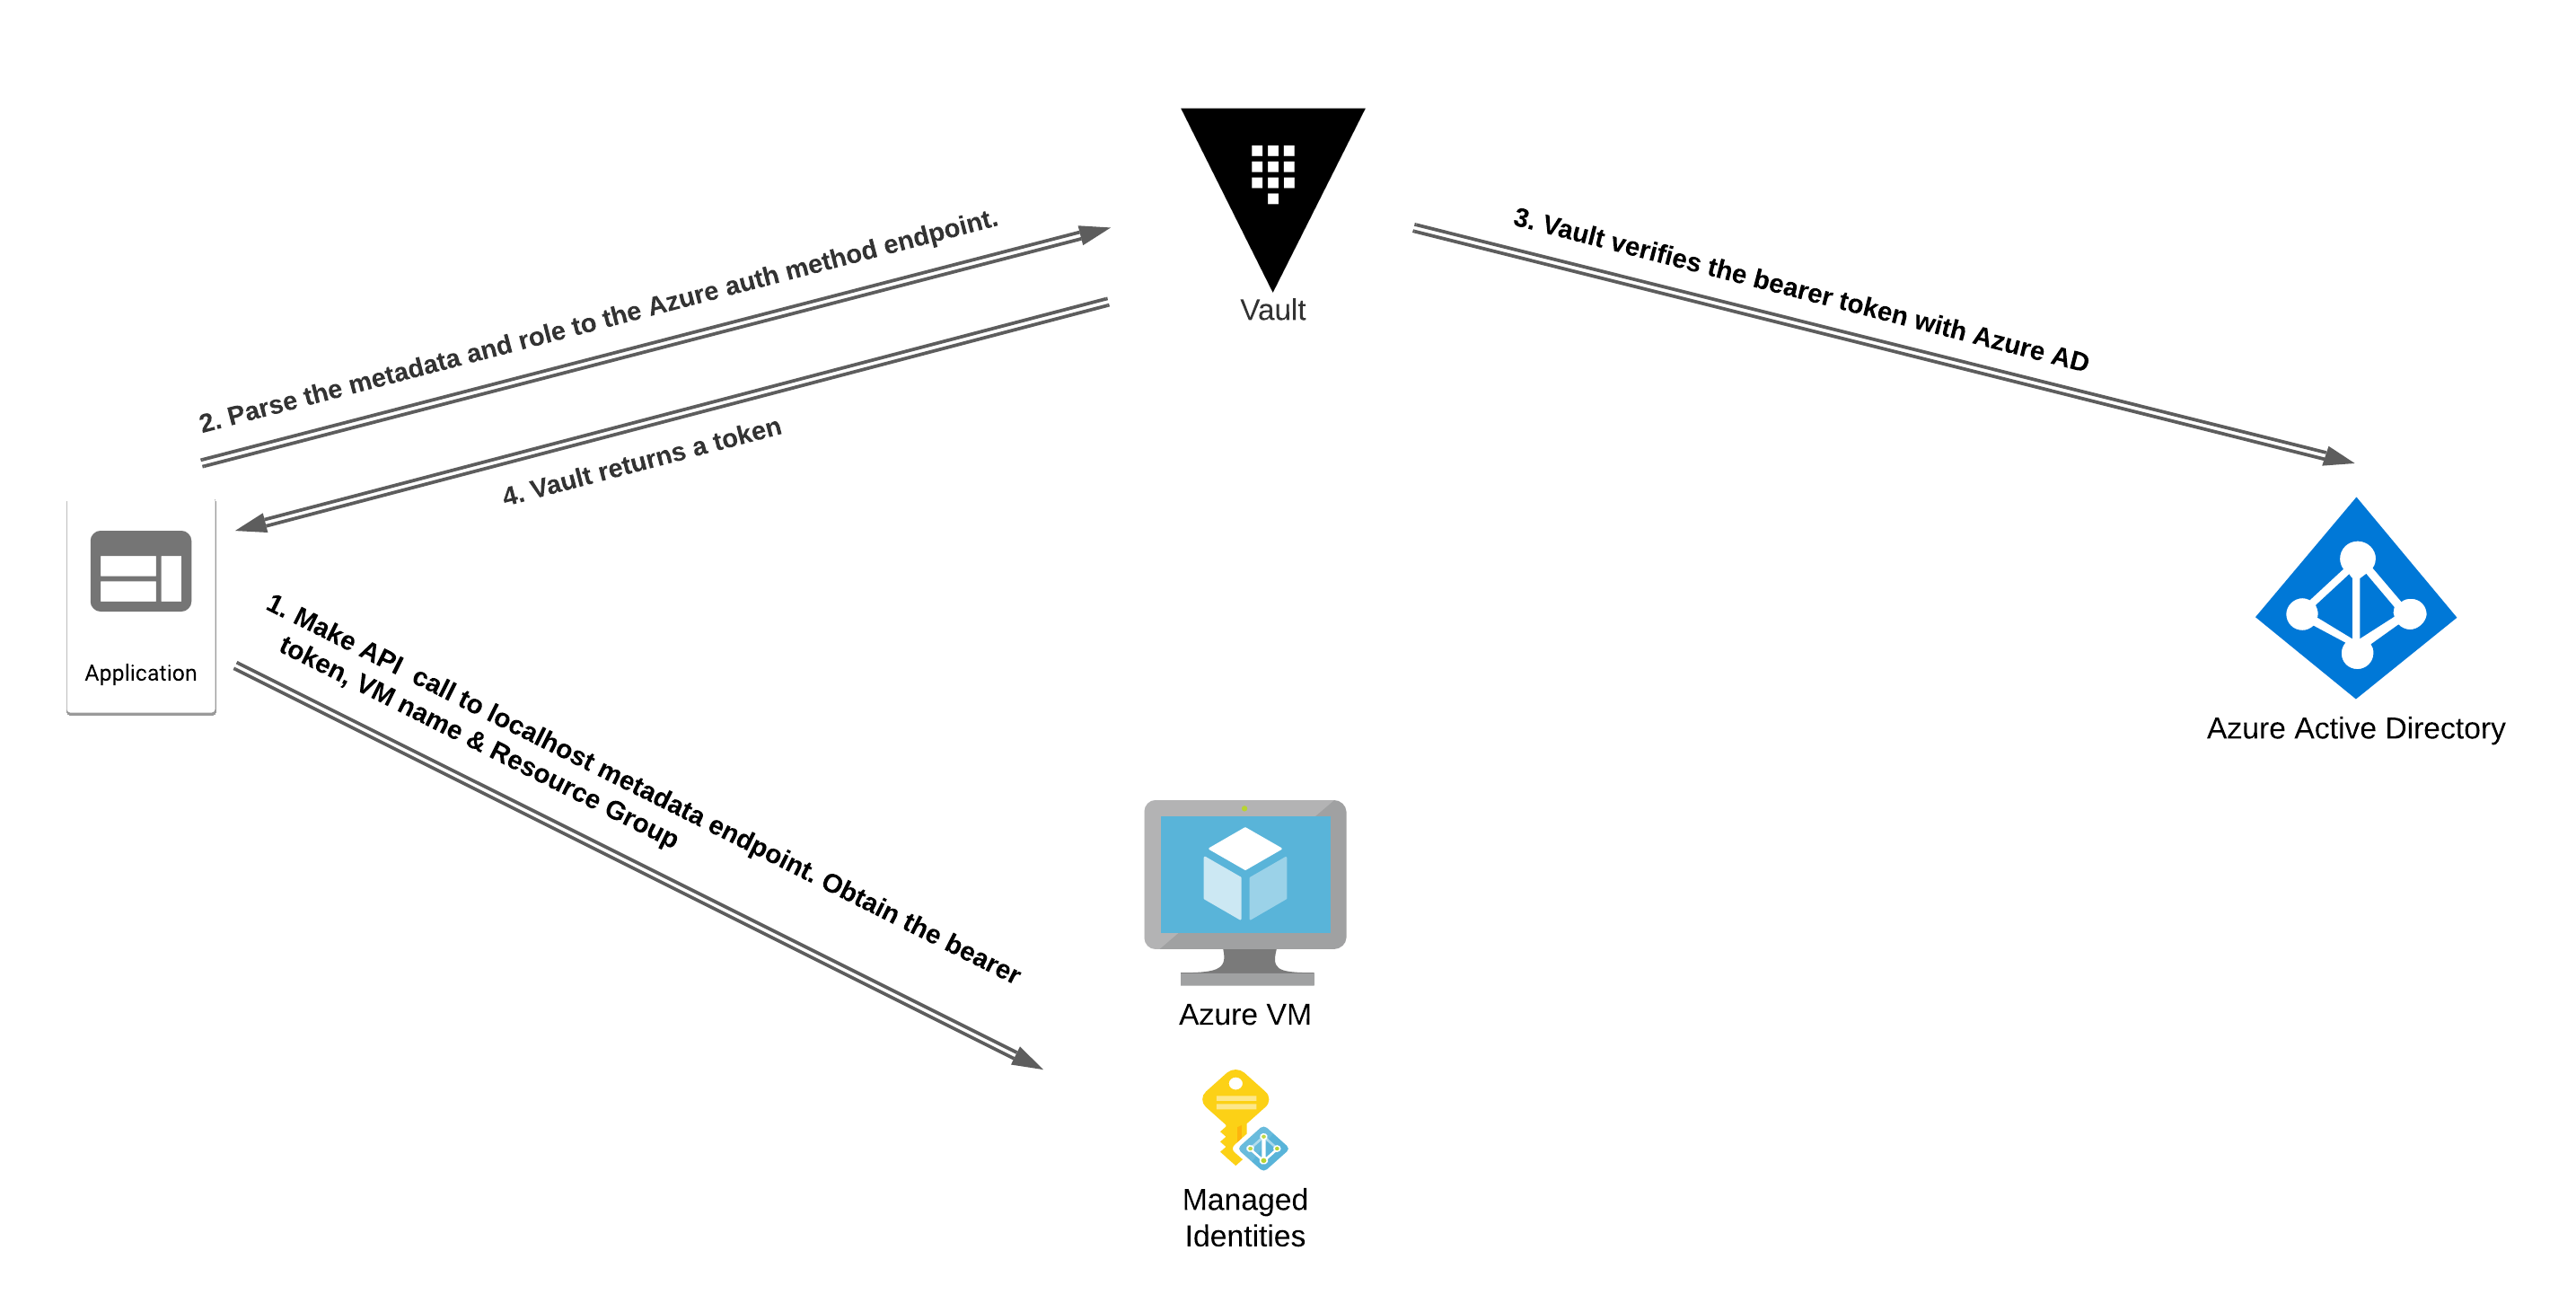 2. Parse the metadata and role to the Azure auth method endpoint.
Vault
3. Vault verifies the bearer token with Azure AD
4. Vault returns a token
Application
1. Make API  call to localhost metadata endpoint. Obtain the bearer
token, VM name & Resource Group
Azure Active Directory
Azure VM
Managed
Identities